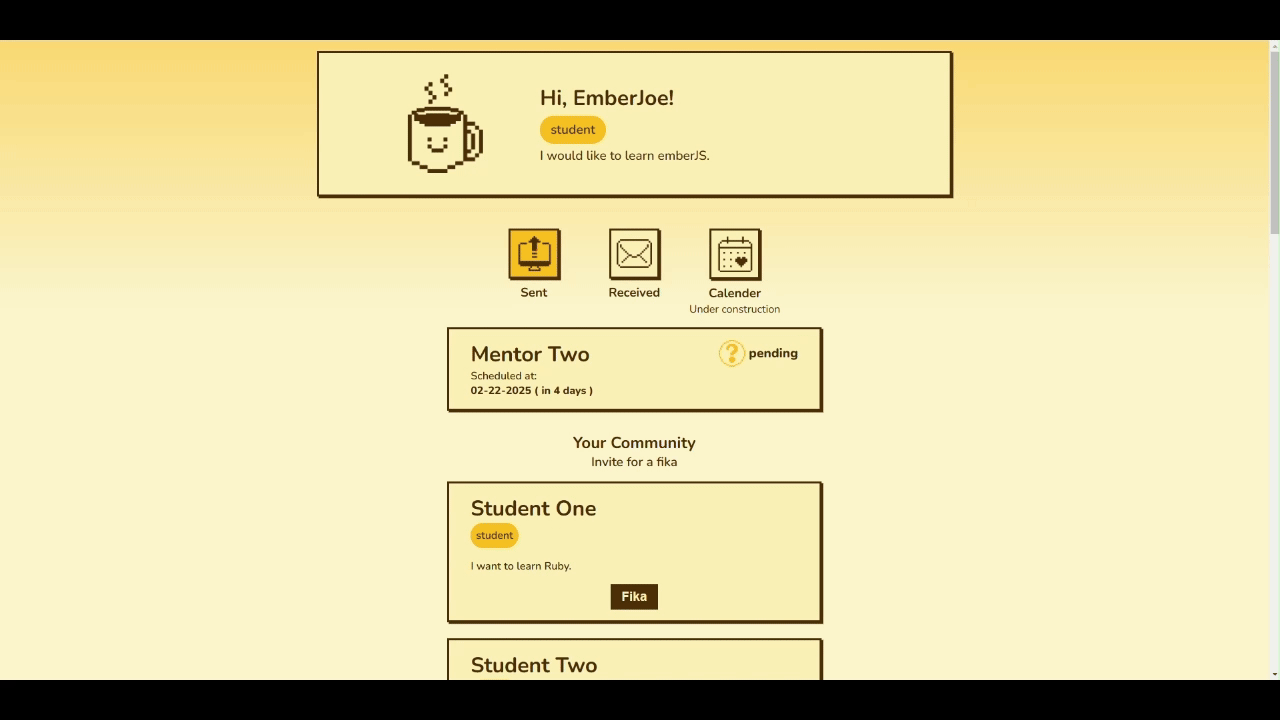 Hi, EmberJoe!
student
I would like to learn emberJS.
Sent
Received
Calender
Under construction
Mentor Two
? pending
Scheduled at:
02-22-2025 ( in 4 days )
Your Community
Invite for a fika
Student One
student
I want to learn Ruby.
Fika
Student Two